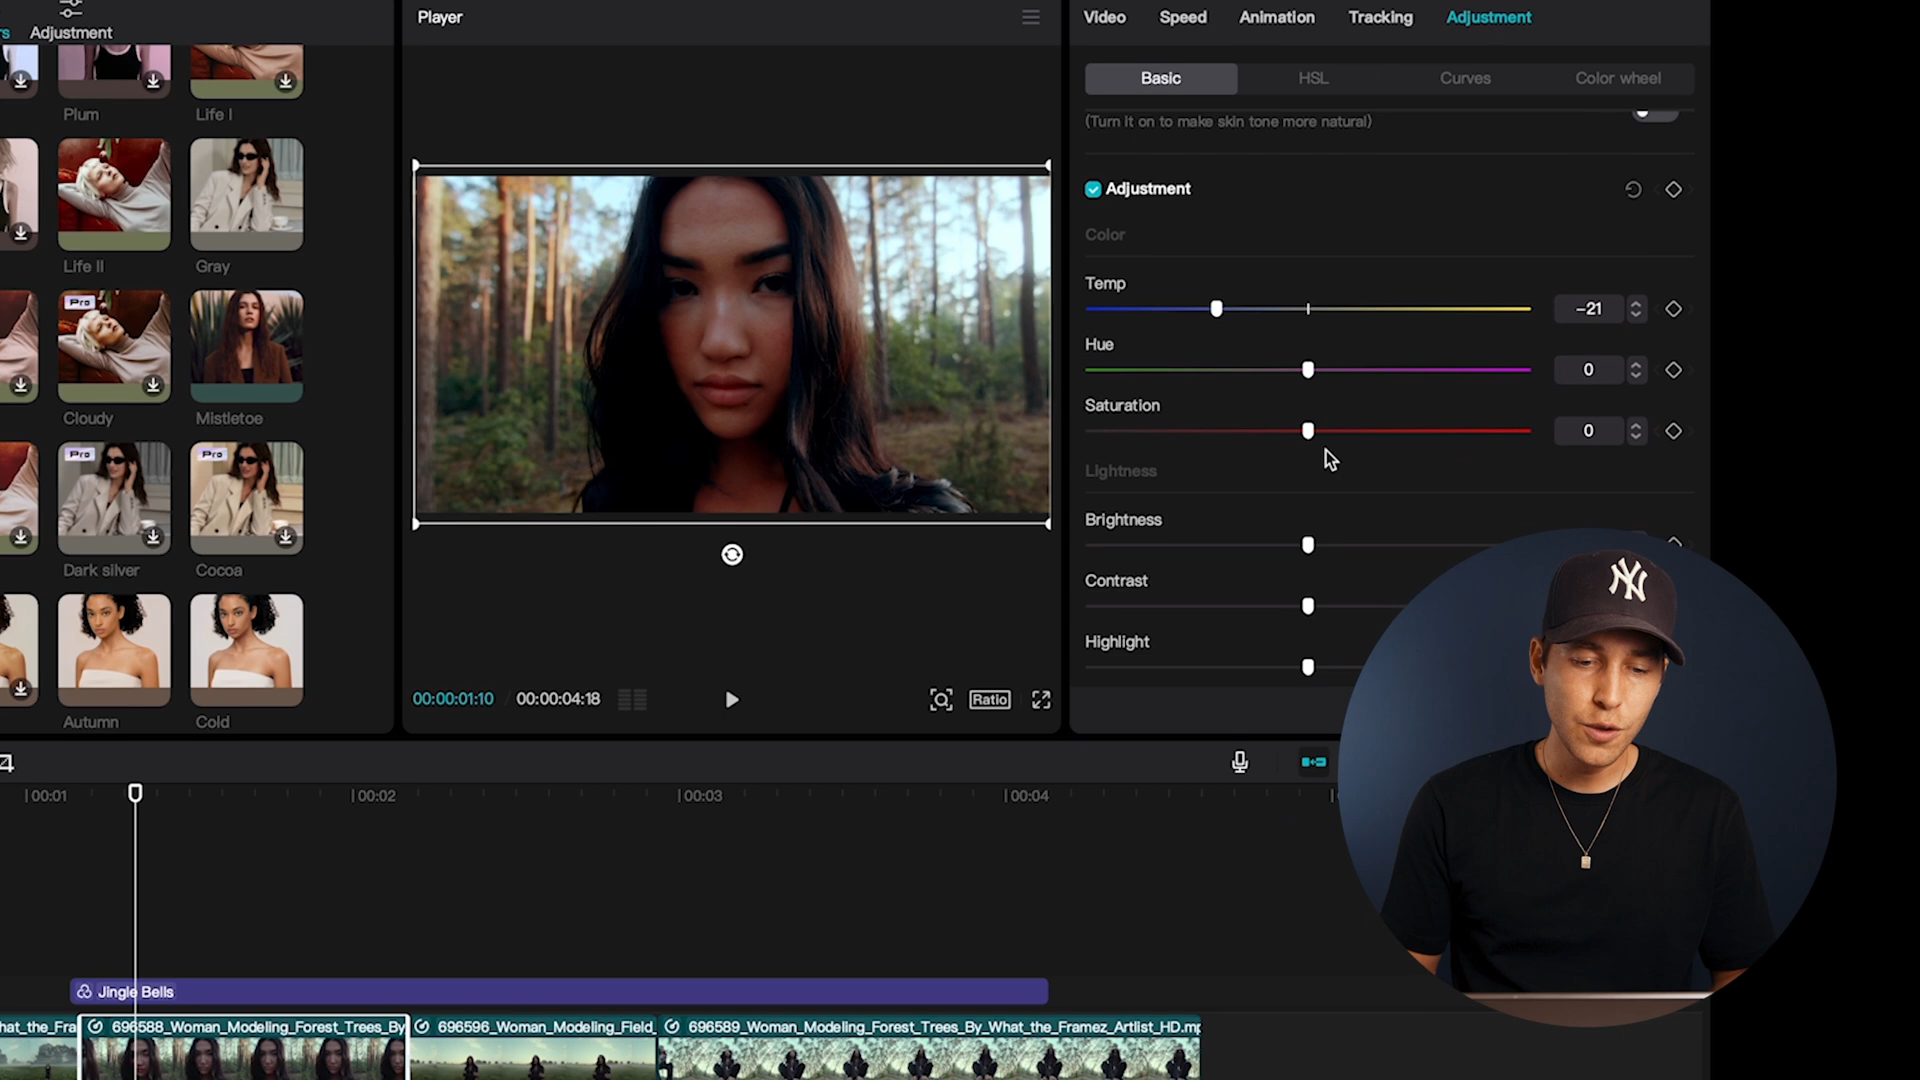 rs
Adjustment
Plum
Life I
Life II
Gray
Pro
Cloudy
Mistletoe
Pro
Pro
Dark silver
Cocoa
Autumn
Cold
Player
00:00:01:10 / 00:00:04:18
Ratio
Video
Speed
Animation
Tracking
Adjustment
Basic
HSL
Curves
Color wheel
(Turn it on to make skin tone more natural)
Adjustment
Color
Temp
−21
Hue
0
Saturation
0
Lightness
Brightness
Contrast
Highlight
NY
00:01
00:02
00:03
00:04
Jingle Bells
hat_the_Fra
696588_Woman_Modeling_Forest_Trees_By
696596_Woman_Modeling_Field_
696589_Woman_Modeling_Forest_Trees_By_What_the_Framez_Artlist_HD.mp